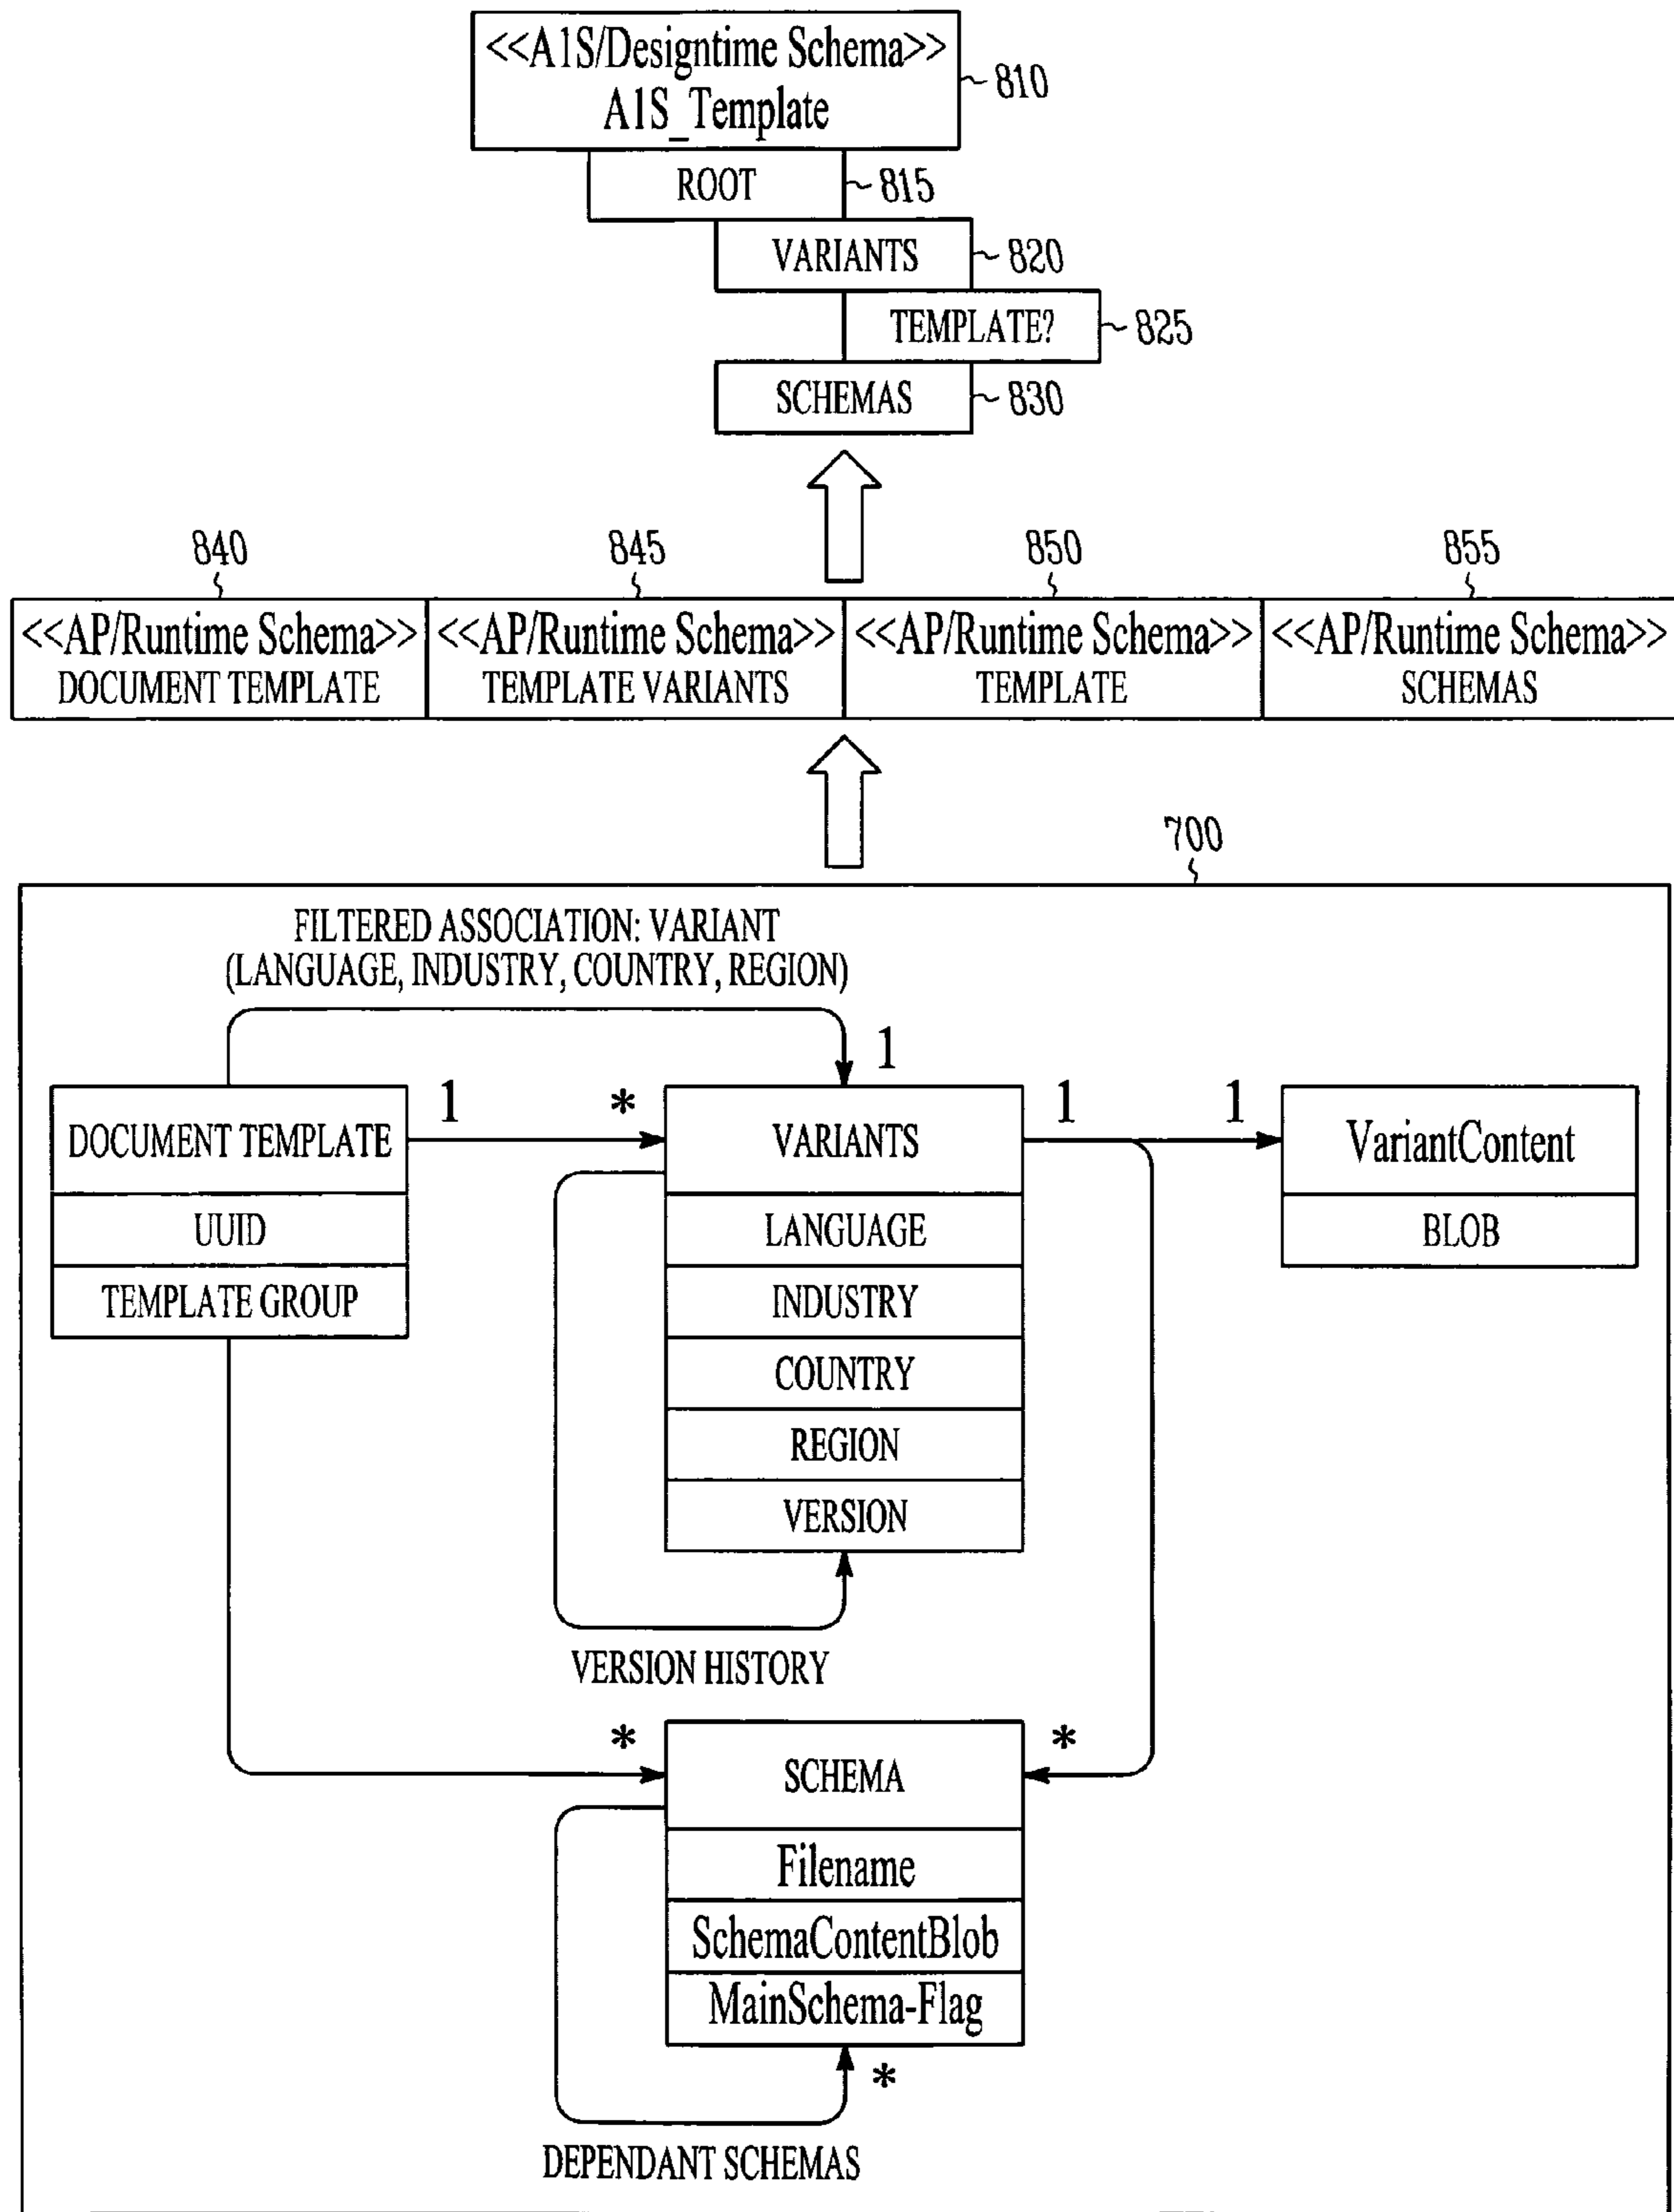 <<A1S/Designtime Schema>>
A1S_Template
810
ROOT
815
VARIANTS
820
TEMPLATE?
825
SCHEMAS
830
840
845
850
855
<<AP/Runtime Schema>>
DOCUMENT TEMPLATE
<<AP/Runtime Schema>>
TEMPLATE VARIANTS
<<AP/Runtime Schema>>
TEMPLATE
<<AP/Runtime Schema>>
SCHEMAS
700
FILTERED ASSOCIATION: VARIANT
(LANGUAGE, INDUSTRY, COUNTRY, REGION)
1
DOCUMENT TEMPLATE
UUID
TEMPLATE GROUP
1
*
VARIANTS
LANGUAGE
INDUSTRY
COUNTRY
REGION
VERSION
1
1
VariantContent
BLOB
VERSION HISTORY
*
*
SCHEMA
Filename
SchemaContentBlob
MainSchema-Flag
*
DEPENDANT SCHEMAS